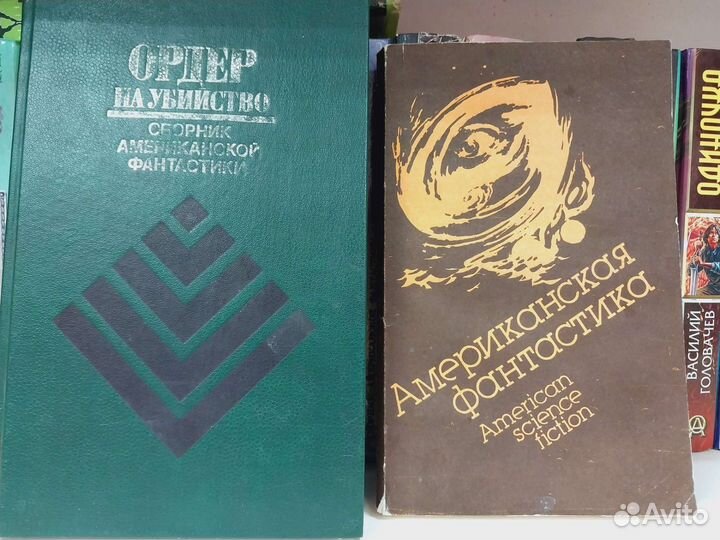 ОРДЕР
НА УБИЙСТВО
СБОРНИК
АМЕРИКАНСКОЙ
ФАНТАСТИКИ
Американская
фантастика
American
science
fiction
ВАСИЛИЙ
ГОЛОВАЧЕВ
Avito